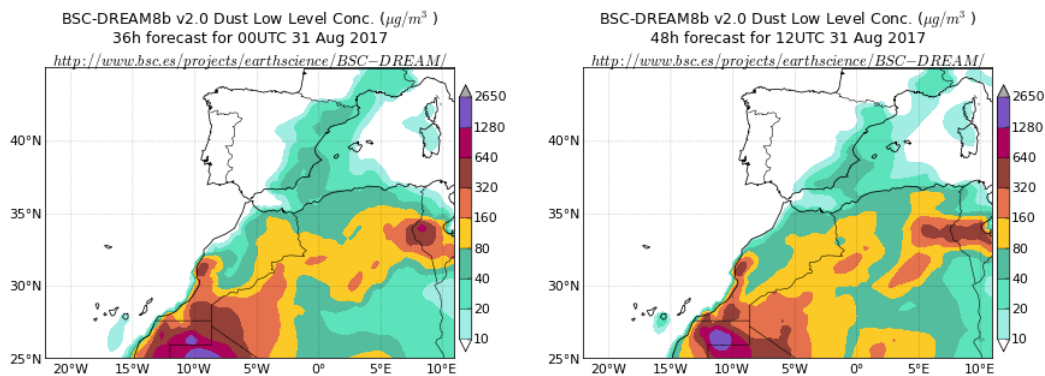 BSC-DREAM8b v2.0 Dust Low Level Conc. (μg/m³ )
36h forecast for 00UTC 31 Aug 2017
http://www.bsc.es/projects/earthscience/BSC−DREAM/
2650
1280
640
320
160
80
40
20
10
40°N
35°N
30°N
25°N
20°W
15°W
10°W
5°W
0°
5°E
10°E
BSC-DREAM8b v2.0 Dust Low Level Conc. (μg/m³ )
48h forecast for 12UTC 31 Aug 2017
http://www.bsc.es/projects/earthscience/BSC−DREAM/
2650
1280
640
320
160
80
40
20
10
40°N
35°N
30°N
25°N
20°W
15°W
10°W
5°W
0°
5°E
10°E